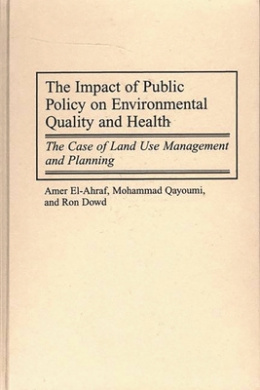 The Impact of Public
Policy on Environmental
Quality and Health
The Case of Land Use Management
and Planning
Amer El-Ahraf, Mohammad Qayoumi,
and Ron Dowd